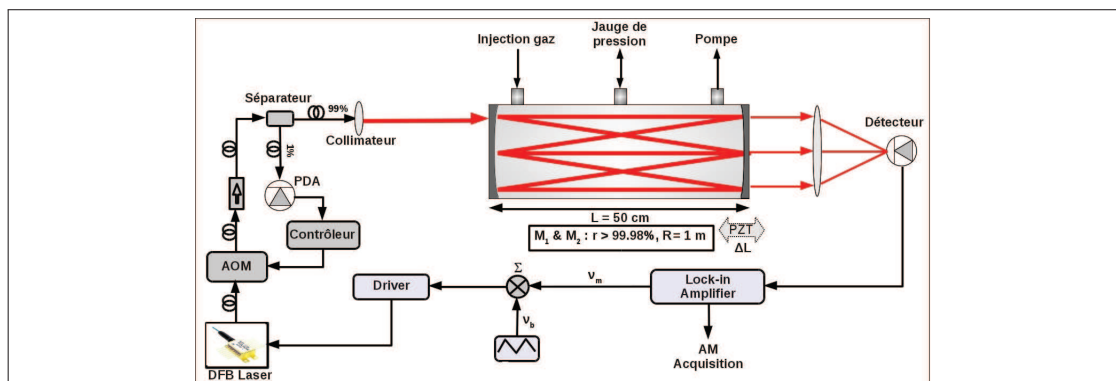 Injection gaz
Jauge de
pression
Pompe
Séparateur
99%
Collimateur
1%
PDA
Contrôleur
AOM
DFB Laser
Détecteur
L = 50 cm
M₁ & M₂ : r > 99.98%, R= 1 m
PZT
ΔL
Driver
Σ
νₘ
ν_b
Lock-in
Amplifier
AM
Acquisition